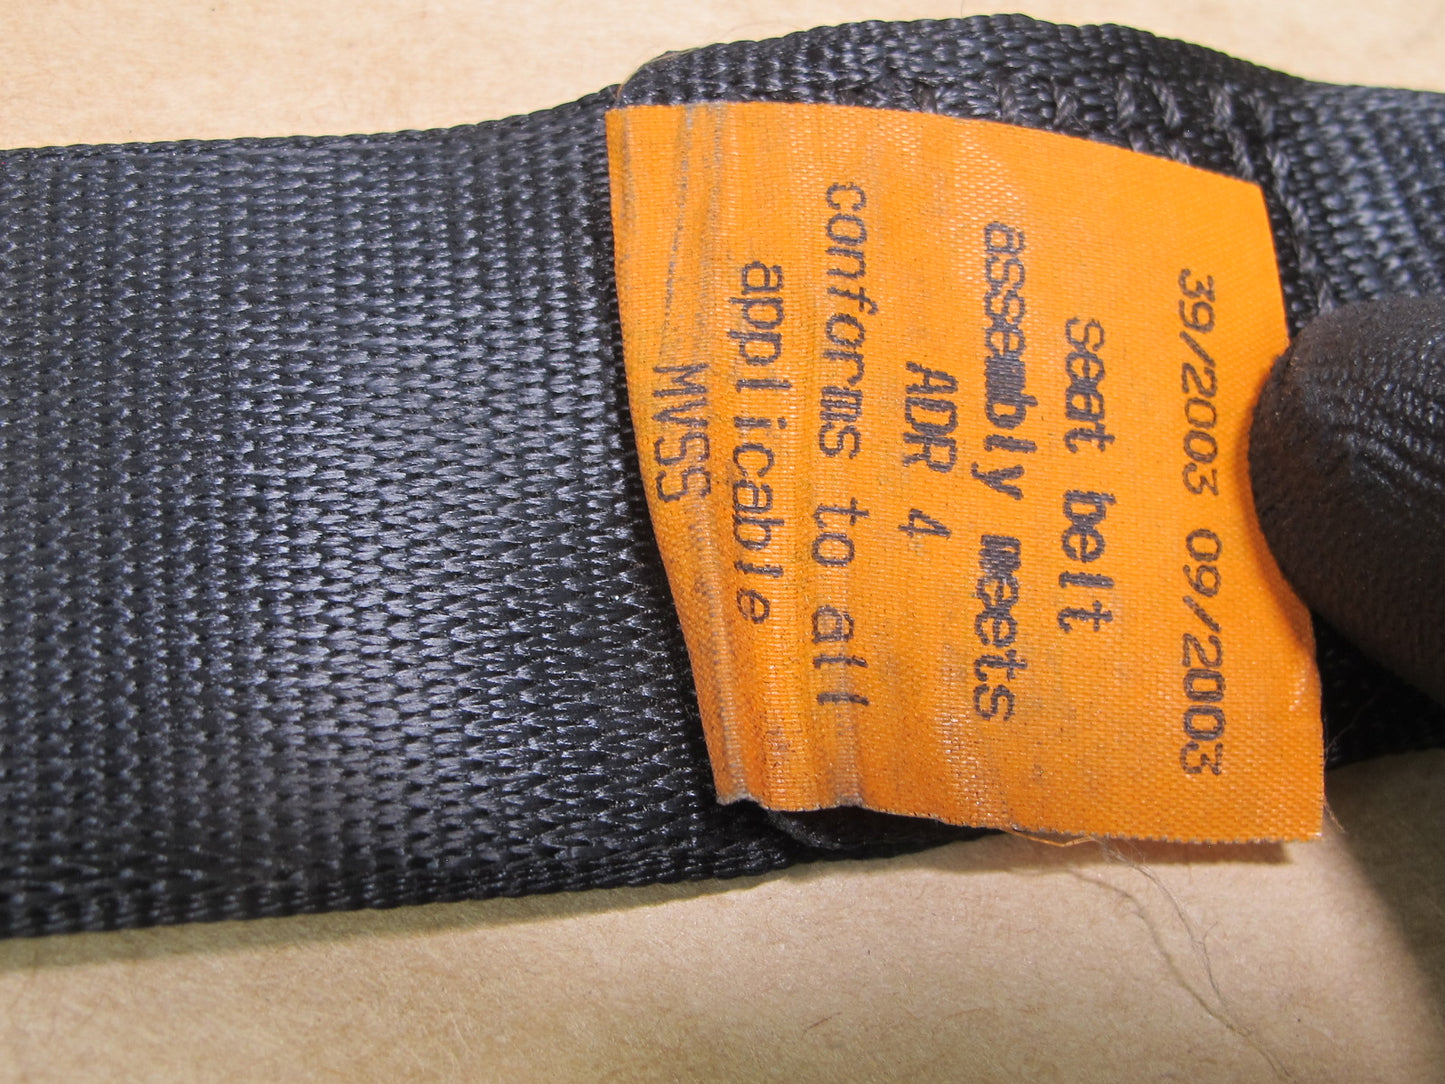 39/2003 09/2003
seat belt
assembly meets
ADR 4
conforms to all
applicable
MVSS